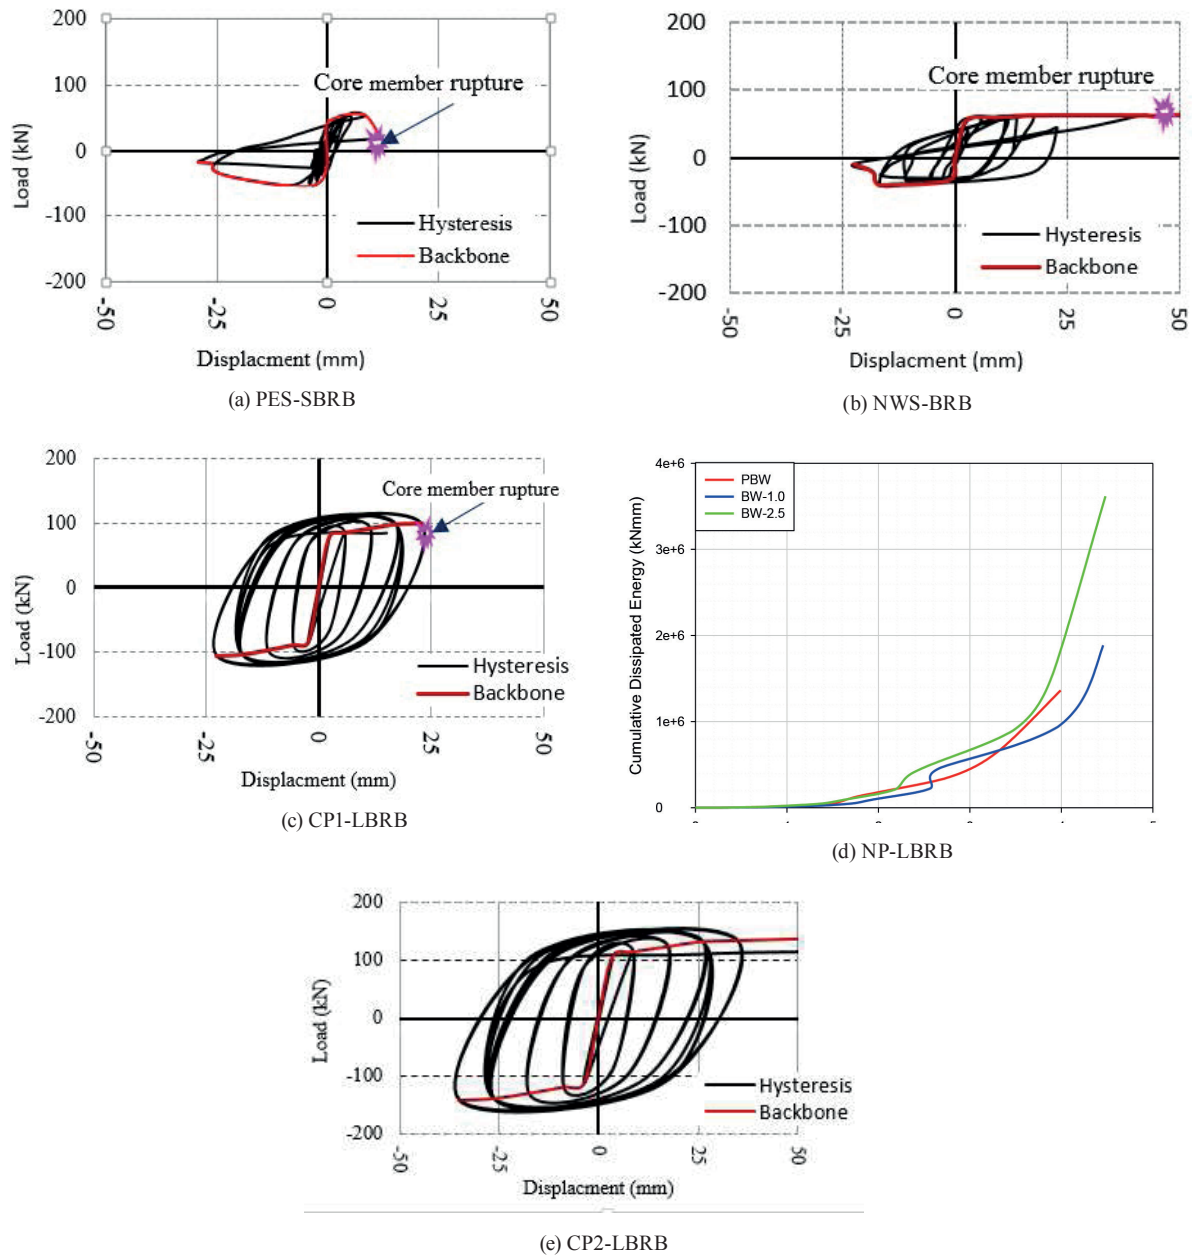 200
100
0
-100
-200
Load (kN)
Core member rupture
Hysteresis
Backbone
-50
-25
0
25
50
Displacment (mm)
(a) PES-SBRB
200
100
0
-100
-200
Load (kN)
Core member rupture
Hysteresis
Backbone
-50
-25
0
25
50
Displacment (mm)
(b) NWS-BRB
200
100
0
-100
-200
Load (kN)
Core member rupture
Hysteresis
Backbone
-50
-25
0
25
50
Displacment (mm)
(c) CP1-LBRB
4e+6
3e+6
2e+6
1e+6
0
Cumulative Dissipated Energy (kNmm)
PBW
BW-1.0
BW-2.5
(d) NP-LBRB
200
100
0
-100
-200
Load (kN)
Hysteresis
Backbone
-50
-25
0
25
50
Displacment (mm)
(e) CP2-LBRB